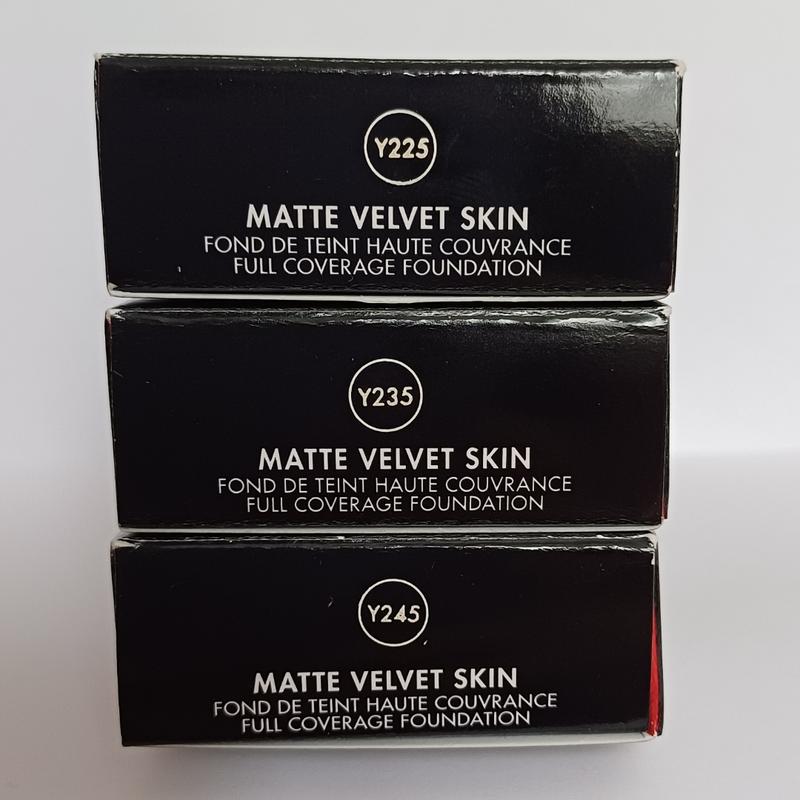 Y225
MATTE VELVET SKIN
FOND DE TEINT HAUTE COUVRANCE
FULL COVERAGE FOUNDATION
Y235
MATTE VELVET SKIN
FOND DE TEINT HAUTE COUVRANCE
FULL COVERAGE FOUNDATION
Y245
MATTE VELVET SKIN
FOND DE TEINT HAUTE COUVRANCE
FULL COVERAGE FOUNDATION